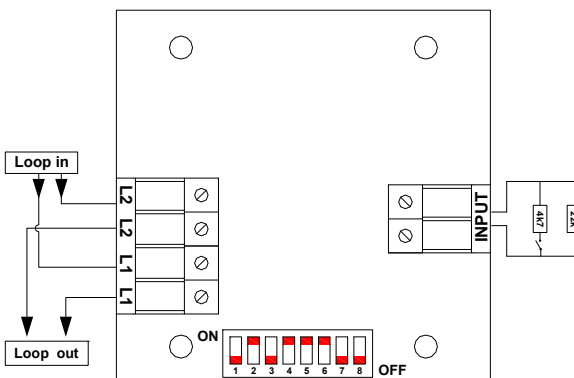 Loop in
L2
L2
L1
L1
Loop out
INPUT
4k7
22k
ON
1 2 3 4 5 6 7 8
OFF